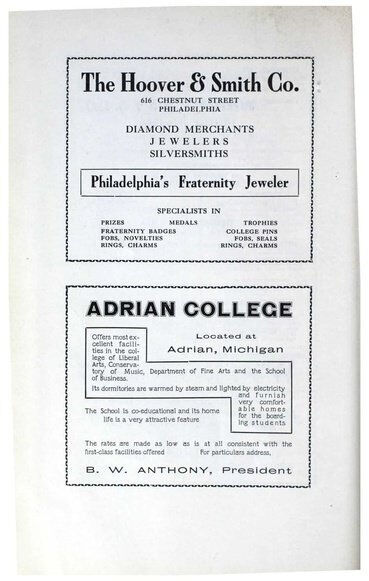 The Hoover & Smith Co.
616 CHESTNUT STREET
PHILADELPHIA
DIAMOND MERCHANTS
JEWELERS
SILVERSMITHS
Philadelphia's Fraternity Jeweler
SPECIALISTS IN
PRIZES MEDALS TROPHIES
FRATERNITY BADGES COLLEGE PINS
FOBS, NOVELTIES FOBS, SEALS
RINGS, CHARMS RINGS, CHARMS
ADRIAN COLLEGE
Located at
Adrian, Michigan
Offers most ex-
cellent facili-
ties in the col-
lege of Liberal
Arts, Conserva-
tory of Music, Department of Fine Arts and the School
of Business.
Its dormitories are warmed by steam and lighted by electricity
and furnish
very comfort-
able homes
for the board-
ing students
The School is co-educational and its home
life is a very attractive feature
The rates are made as low as is at all consistent with the
first-class facilities offered For particulars address,
B. W. ANTHONY, President